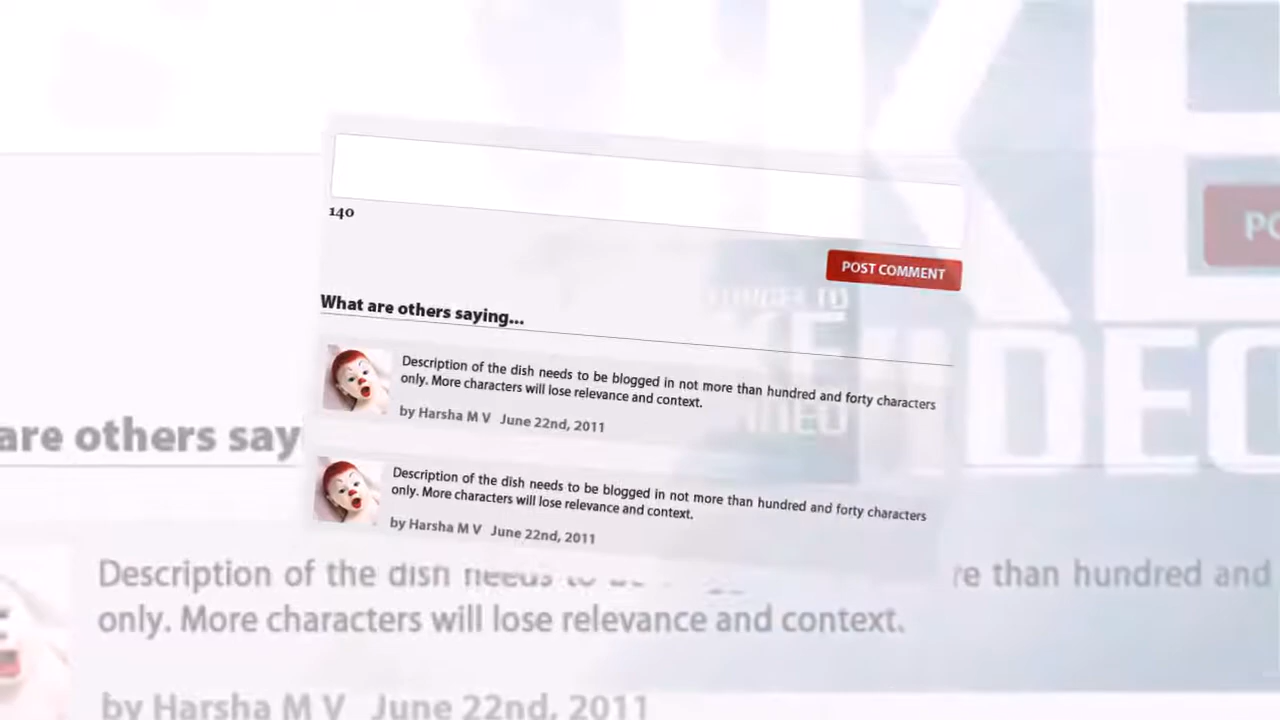 KE
140
PO
POST COMMENT
What are others saying...
IDEO
Description of the dish needs to be blogged in not more than hundred and forty characters
only. More characters will lose relevance and context.
by Harsha M V June 22nd, 2011
are others say
Description of the dish needs to be blogged in not more than hundred and forty characters
only. More characters will lose relevance and context.
by Harsha M V June 22nd, 2011
Description of the dish needs
re than hundred and
only. More characters will lose relevance and context.
by Harsha M V June 22nd, 2011